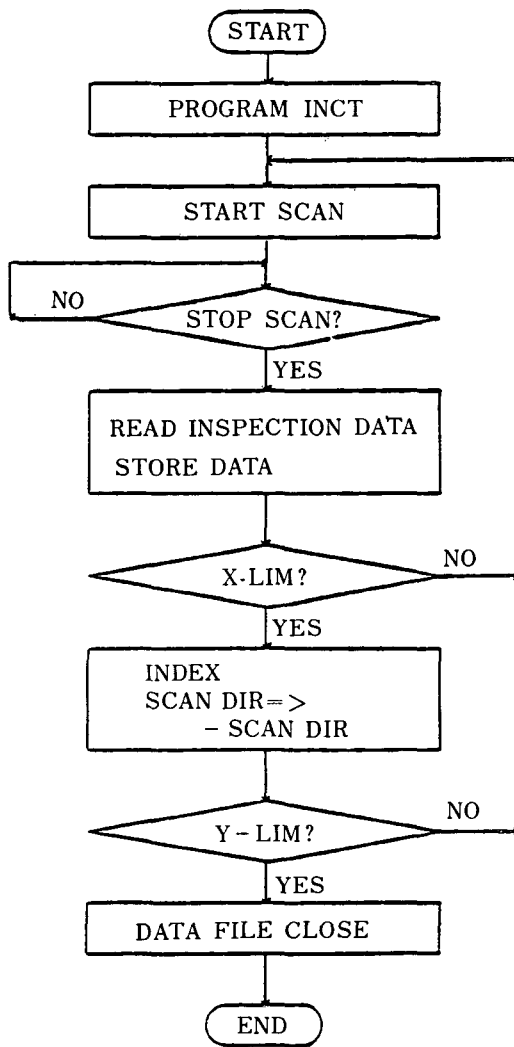 START
PROGRAM INCT
START SCAN
NO
STOP SCAN?
YES
READ INSPECTION DATA
STORE DATA
NO
X-LIM?
YES
INDEX
SCAN DIR=>
- SCAN DIR
NO
Y-LIM?
YES
DATA FILE CLOSE
END